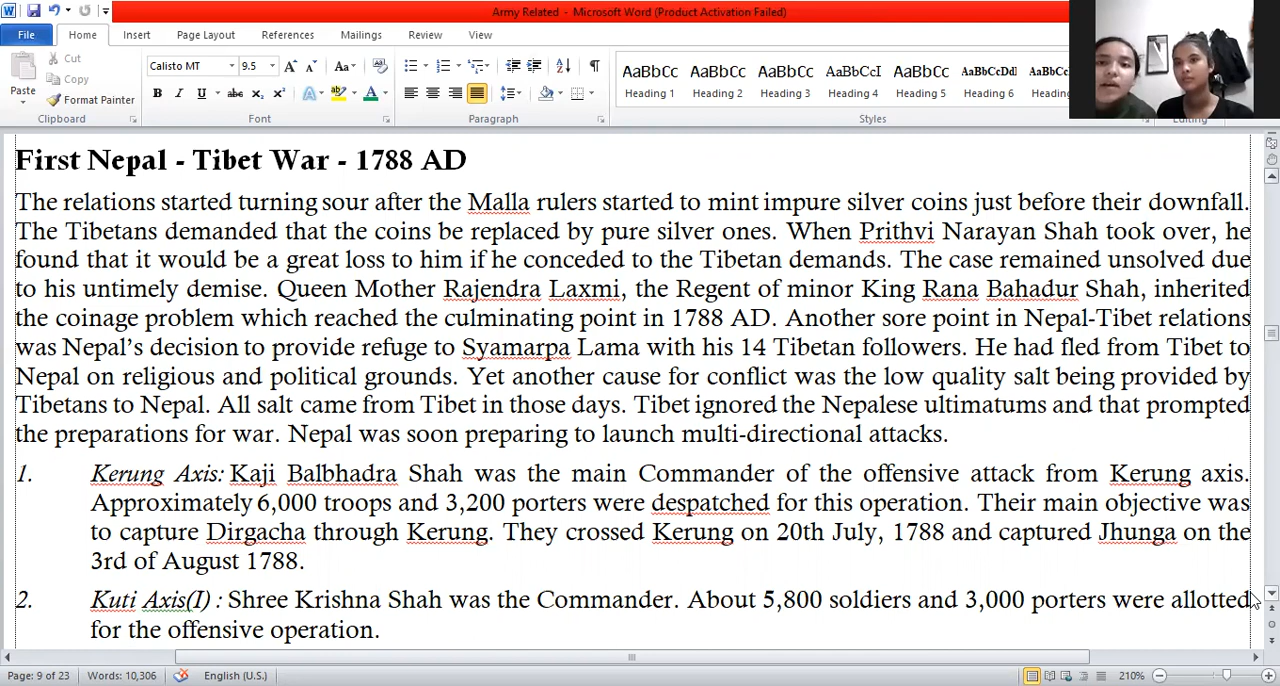 Army Related - Microsoft Word (Product Activation Failed)
File Home Insert Page Layout References Mailings Review View
Paste
Cut
Copy
Format Painter
Clipboard
Calisto MT 9.5
Font
Paragraph
AaBbCc AaBbCc AaBbCc AaBbCcI AaBbCc AaBbCcDd AaBbCc
Heading 1 Heading 2 Heading 3 Heading 4 Heading 5 Heading 6 Heading
Styles
Editing
First Nepal - Tibet War - 1788 AD
The relations started turning sour after the Malla rulers started to mint impure silver coins just before their downfall.
The Tibetans demanded that the coins be replaced by pure silver ones. When Prithvi Narayan Shah took over, he
found that it would be a great loss to him if he conceded to the Tibetan demands. The case remained unsolved due
to his untimely demise. Queen Mother Rajendra Laxmi, the Regent of minor King Rana Bahadur Shah, inherited
the coinage problem which reached the culminating point in 1788 AD. Another sore point in Nepal-Tibet relations
was Nepal's decision to provide refuge to Syamarpa Lama with his 14 Tibetan followers. He had fled from Tibet to
Nepal on religious and political grounds. Yet another cause for conflict was the low quality salt being provided by
Tibetans to Nepal. All salt came from Tibet in those days. Tibet ignored the Nepalese ultimatums and that prompted
the preparations for war. Nepal was soon preparing to launch multi-directional attacks.
1. Kerung Axis: Kaji Balbhadra Shah was the main Commander of the offensive attack from Kerung axis.
Approximately 6,000 troops and 3,200 porters were despatched for this operation. Their main objective was
to capture Dirgacha through Kerung. They crossed Kerung on 20th July, 1788 and captured Jhunga on the
3rd of August 1788.
2. Kuti Axis(I) : Shree Krishna Shah was the Commander. About 5,800 soldiers and 3,000 porters were allotted
for the offensive operation.
Page: 9 of 23 Words: 10,306 English (U.S.) 210%